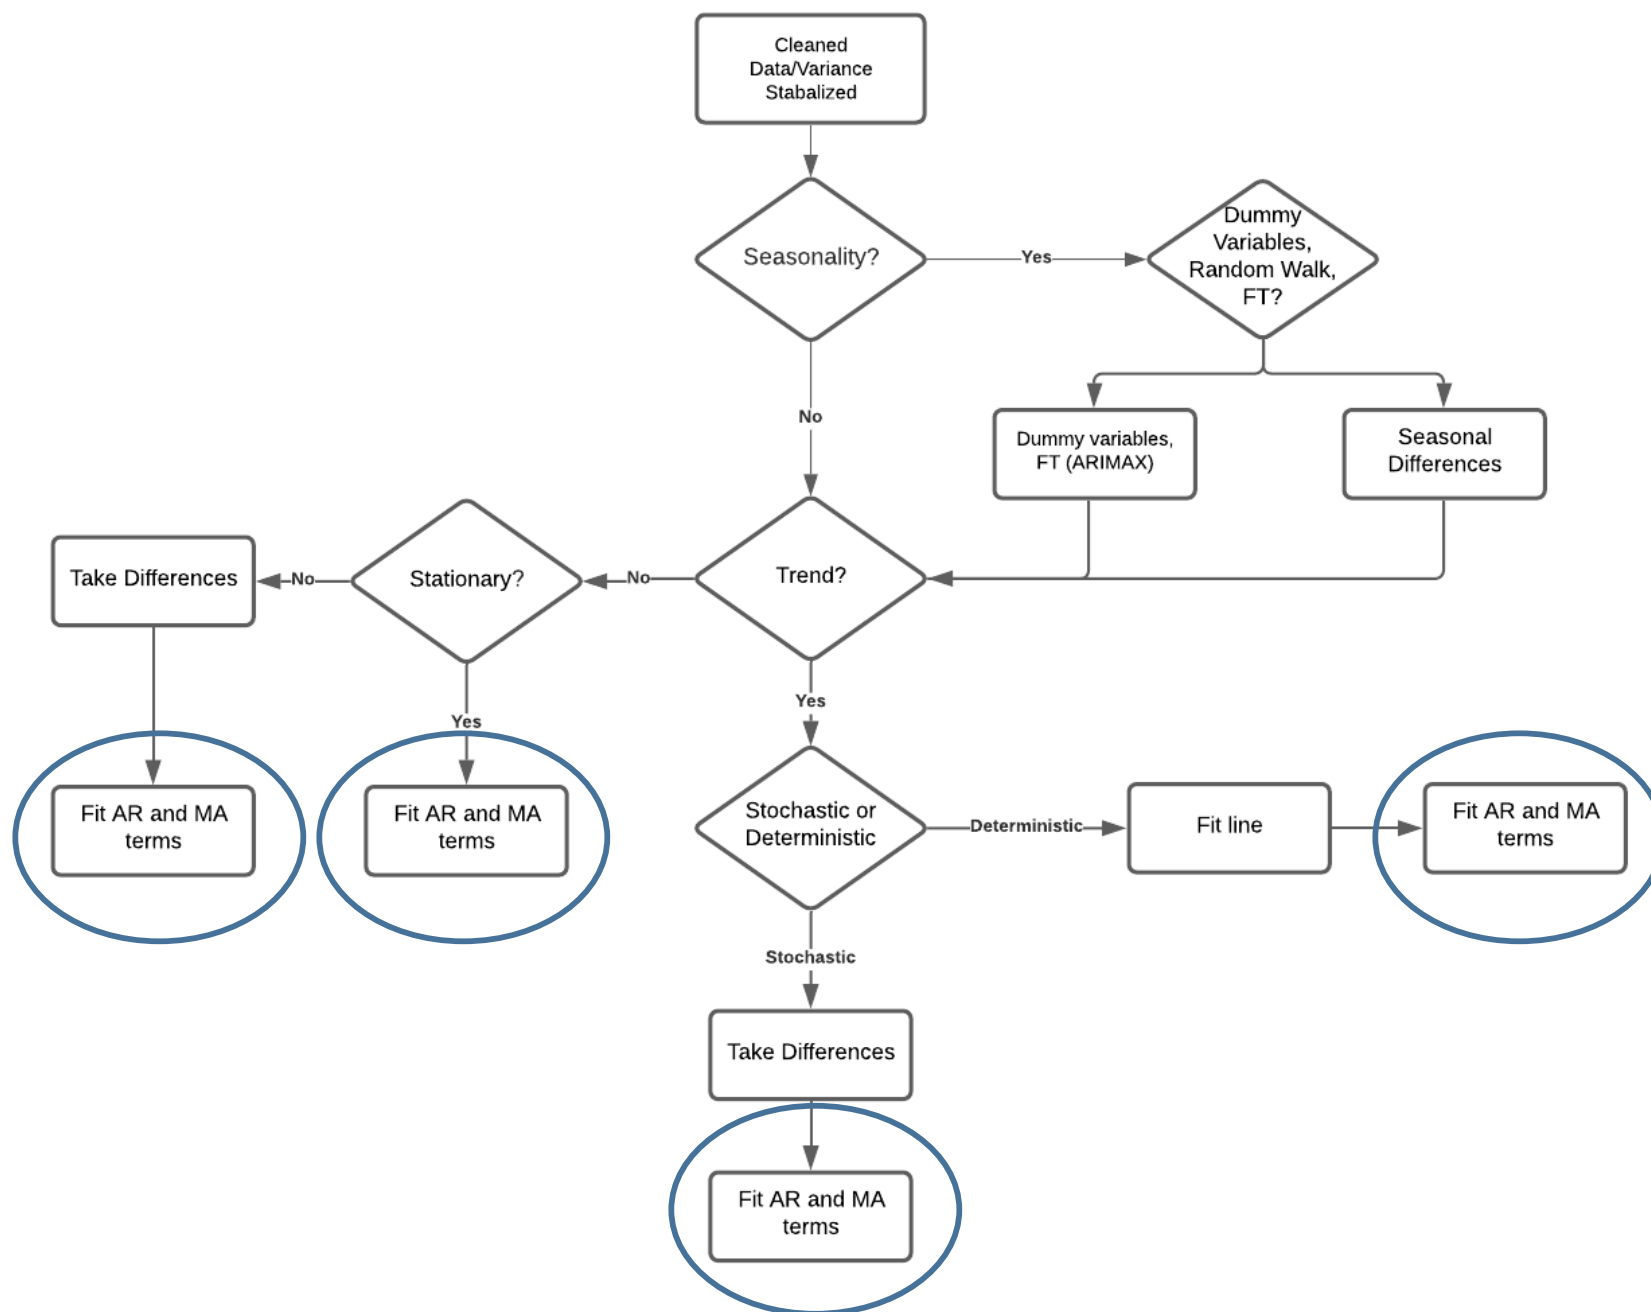 Cleaned
Data/Variance
Stabalized
Seasonality?
Yes
Dummy
Variables,
Random Walk,
FT?
No
Dummy variables,
FT (ARIMAX)
Seasonal
Differences
Take Differences
No
Stationary?
No
Trend?
Yes
Yes
Fit AR and MA
terms
Fit AR and MA
terms
Stochastic or
Deterministic
Deterministic
Fit line
Fit AR and MA
terms
Stochastic
Take Differences
Fit AR and MA
terms